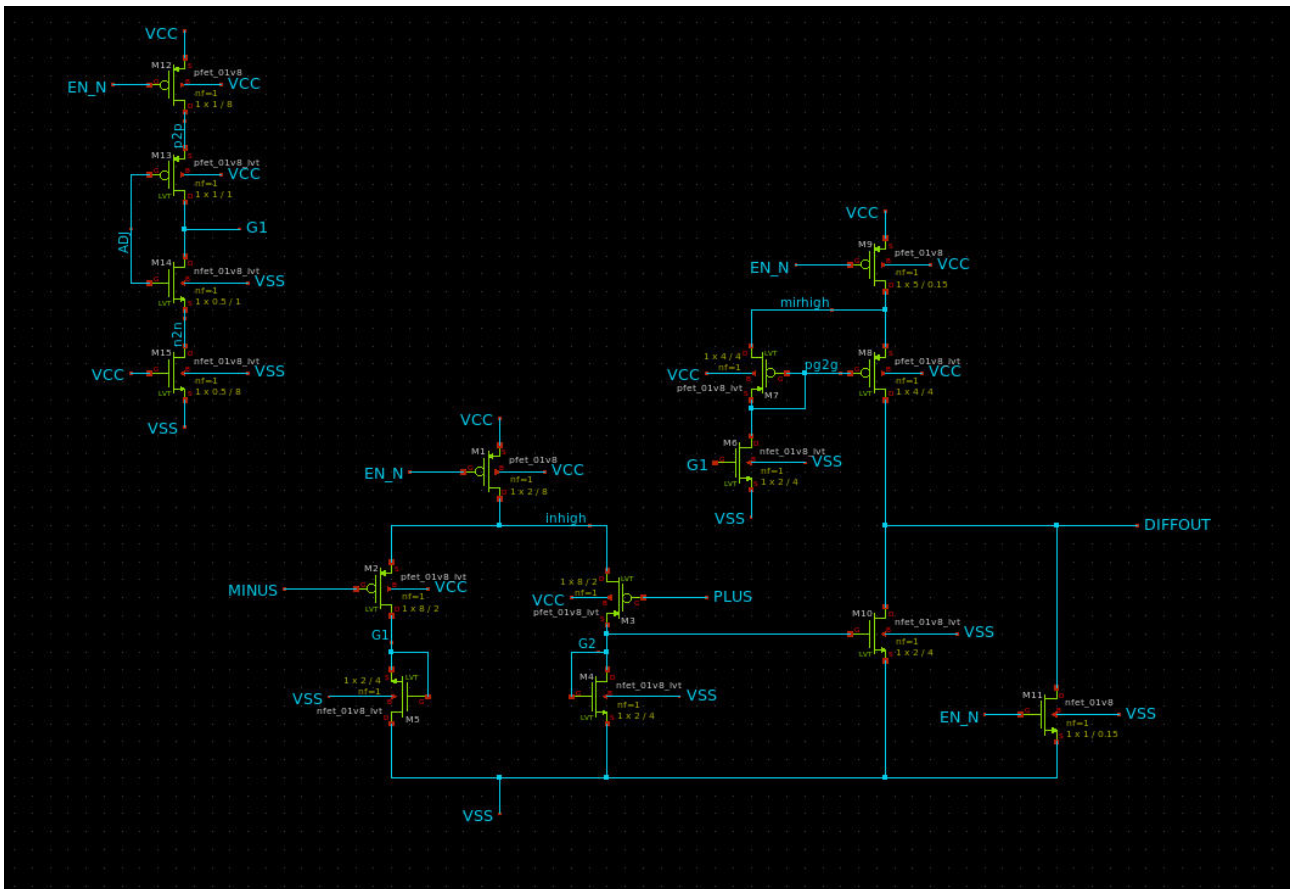 VCC
M12
pfet_01v8
EN_N
VCC
nf=1
1 x 1 / 8
p2p
M13
pfet_01v8_lvt
VCC
nf=1
LVT
1 x 1 / 1
ADJ
G1
M14
nfet_01v8_lvt
VSS
nf=1
LVT
1 x 0.5 / 1
n2n
M15
nfet_01v8_lvt
VCC
VSS
nf=1
LVT
1 x 0.5 / 8
VSS
VCC
M9
pfet_01v8
EN_N
VCC
nf=1
1 x 5 / 0.15
mirhigh
1 x 4 / 4
LVT
nf=1
VCC
pfet_01v8_lvt
M7
pg2g
M8
pfet_01v8_lvt
VCC
nf=1
LVT
1 x 4 / 4
M6
nfet_01v8_lvt
G1
VSS
nf=1
LVT
1 x 2 / 4
VSS
VCC
M1
pfet_01v8
EN_N
VCC
nf=1
1 x 2 / 8
inhigh
DIFFOUT
M2
pfet_01v8_lvt
MINUS
VCC
nf=1
LVT
1 x 8 / 2
1 x 8 / 2
LVT
nf=1
VCC
PLUS
pfet_01v8_lvt
M3
G1
G2
M10
nfet_01v8_lvt
VSS
nf=1
LVT
1 x 2 / 4
1 x 2 / 4
LVT
nf=1
VSS
nfet_01v8_lvt
M5
M4
nfet_01v8_lvt
VSS
nf=1
LVT
1 x 2 / 4
M11
nfet_01v8
EN_N
VSS
nf=1
1 x 1 / 0.15
VSS